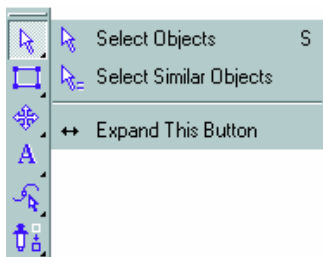 Select Objects S
Select Similar Objects
Expand This Button
A